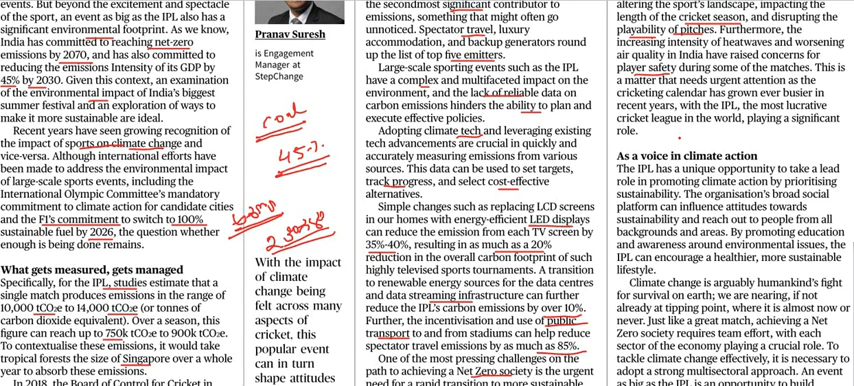 events. But beyond the excitement and spectacle
of the sport, an event as big as the IPL also has a
significant environmental footprint. As we know,
India has committed to reaching net-zero
emissions by 2070, and has also committed to
reducing the emissions Intensity of its GDP by
45% by 2030. Given this context, an examination
of the environmental impact of India's biggest
summer festival and an exploration of ways to
make it more sustainable are ideal.
Recent years have seen growing recognition of
the impact of sports on climate change and
vice-versa. Although international efforts have
been made to address the environmental impact
of large-scale sports events, including the
International Olympic Committee's mandatory
commitment to climate action for candidate cities
and the F1's commitment to switch to 100%
sustainable fuel by 2026, the question whether
enough is being done remains.
What gets measured, gets managed
Specifically, for the IPL, studies estimate that a
single match produces emissions in the range of
10,000 tCO2e to 14,000 tCO2e (or tonnes of
carbon dioxide equivalent). Over a season, this
figure can reach up to 750k tCO2e to 900k tCO2e.
To contextualise these emissions, it would take
tropical forests the size of Singapore over a whole
year to absorb these emissions.
In 2018, the Board of Control for Cricket in
Pranav Suresh
is Engagement
Manager at
StepChange
coal
45%
With the impact
of climate
change being
felt across many
aspects of
cricket, this
popular event
can in turn
shape attitudes
the secondmost significant contributor to
emissions, something that might often go
unnoticed. Spectator travel, luxury
accommodation, and backup generators round
up the list of top five emitters.
Large-scale sporting events such as the IPL
have a complex and multifaceted impact on the
environment, and the lack of reliable data on
carbon emissions hinders the ability to plan and
execute effective policies.
Adopting climate tech and leveraging existing
tech advancements are crucial in quickly and
accurately measuring emissions from various
sources. This data can be used to set targets,
track progress, and select cost-effective
alternatives.
Simple changes such as replacing LCD screens
in our homes with energy-efficient LED displays
can reduce the emission from each TV screen by
35%-40%, resulting in as much as a 20%
reduction in the overall carbon footprint of such
highly televised sports tournaments. A transition
to renewable energy sources for the data centres
and data streaming infrastructure can further
reduce the IPL's carbon emissions by over 10%.
Further, the incentivisation and use of public
transport to and from stadiums can help reduce
spectator travel emissions by as much as 85%.
One of the most pressing challenges on the
path to achieving a Net Zero society is the urgent
need for a rapid transition to more sustainable
altering the sport's landscape, impacting the
length of the cricket season, and disrupting the
playability of pitches. Furthermore, the
increasing intensity of heatwaves and worsening
air quality in India have raised concerns for
player safety during some of the matches. This is
a matter that needs urgent attention as the
cricketing calendar has grown ever busier in
recent years, with the IPL, the most lucrative
cricket league in the world, playing a significant
role.
As a voice in climate action
The IPL has a unique opportunity to take a lead
role in promoting climate action by prioritising
sustainability. The organisation's broad social
platform can influence attitudes towards
sustainability and reach out to people from all
backgrounds and areas. By promoting education
and awareness around environmental issues, the
IPL can encourage a healthier, more sustainable
lifestyle.
Climate change is arguably humankind's fight
for survival on earth; we are nearing, if not
already at tipping point, where it is almost now or
never. Just like a great match, achieving a Net
Zero society requires team effort, with each
sector of the economy playing a crucial role. To
tackle climate change effectively, it is necessary to
adopt a strong multisectoral approach. An event
as big as the IPL is an opportunity to build